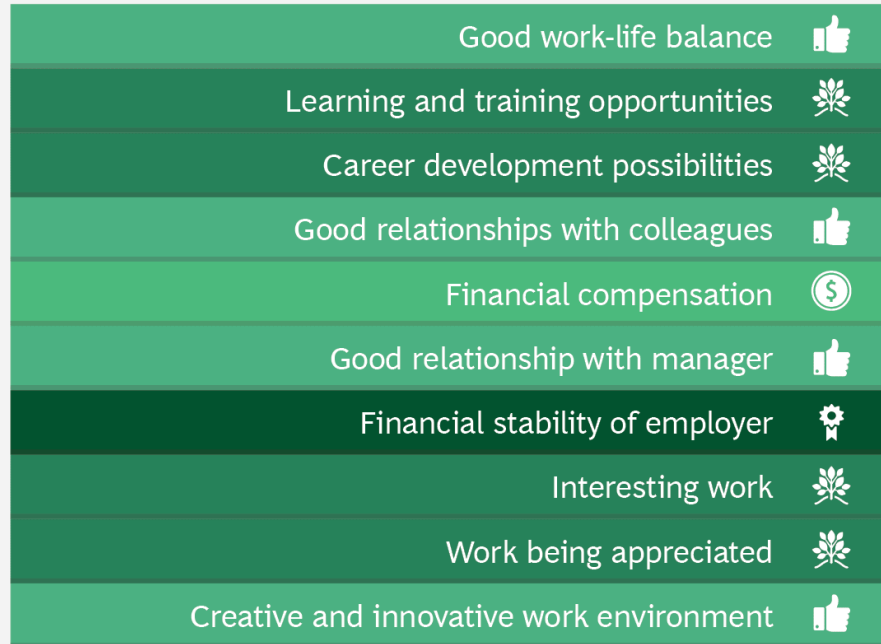 Good work-life balance
Learning and training opportunities
Career development possibilities
Good relationships with colleagues
Financial compensation
$
Good relationship with manager
Financial stability of employer
Interesting work
Work being appreciated
Creative and innovative work environment